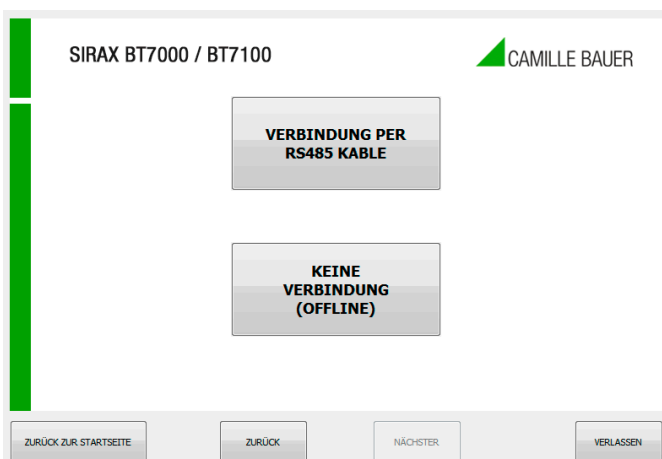 SIRAX BT7000 / BT7100
CAMILLE BAUER
VERBINDUNG PER
RS485 KABLE
KEINE
VERBINDUNG
(OFFLINE)
ZURÜCK ZUR STARTSEITE
ZURÜCK
NÄCHSTER
VERLASSEN